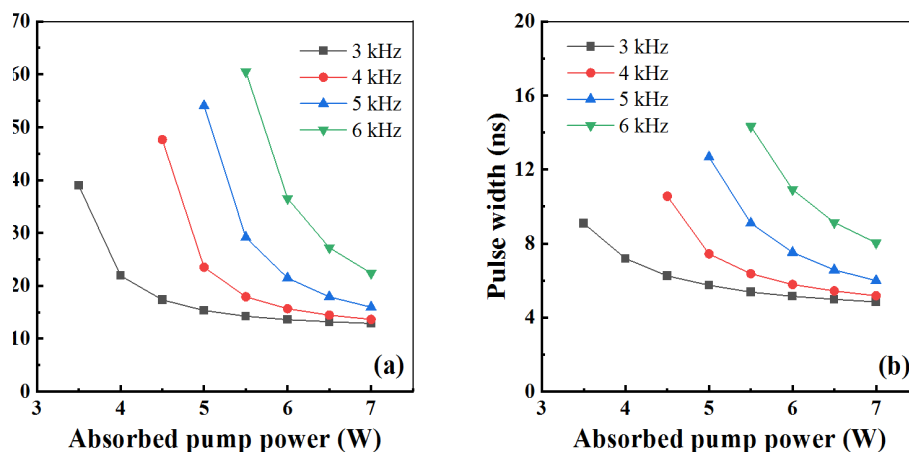 70
60
50
40
30
20
10
0
3 4 5 6 7
Absorbed pump power (W)
3 kHz
4 kHz
5 kHz
6 kHz
(a)
Pulse width (ns)
20
16
12
8
4
0
3 4 5 6 7
Absorbed pump power (W)
3 kHz
4 kHz
5 kHz
6 kHz
(b)